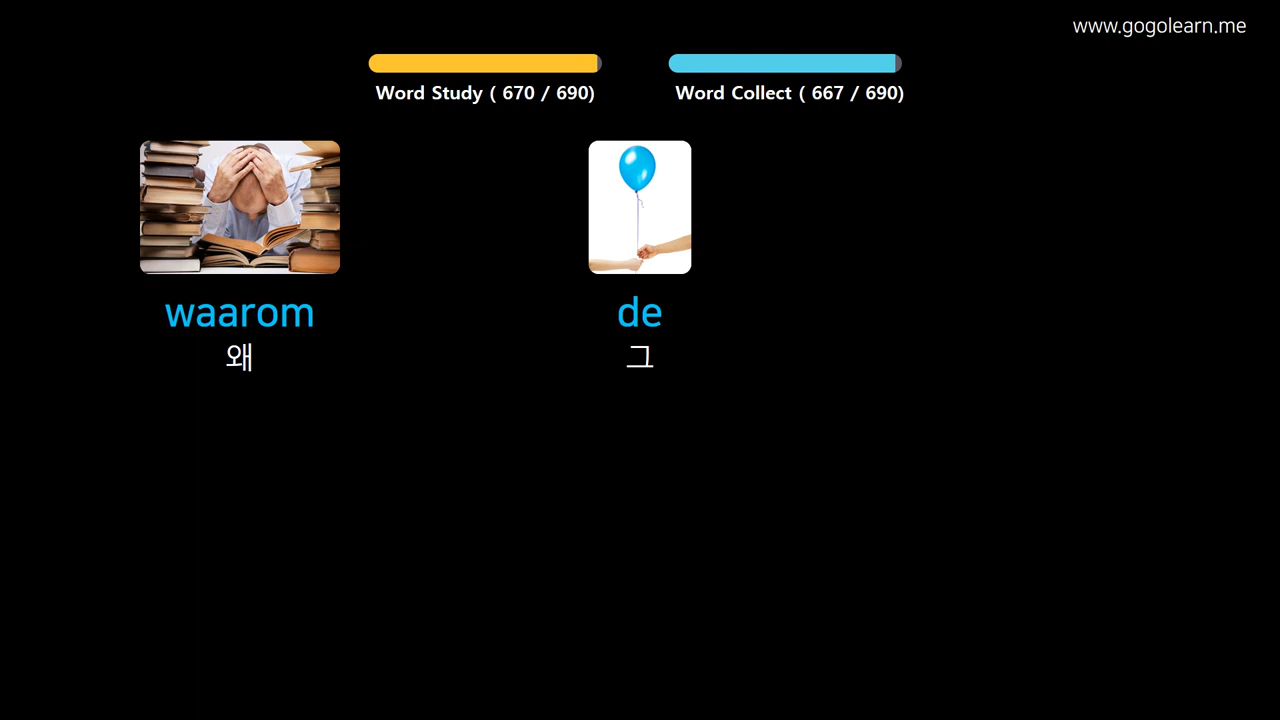 www.gogolearn.me
Word Study ( 670 / 690)
Word Collect ( 667 / 690)
waarom
de
왜
그